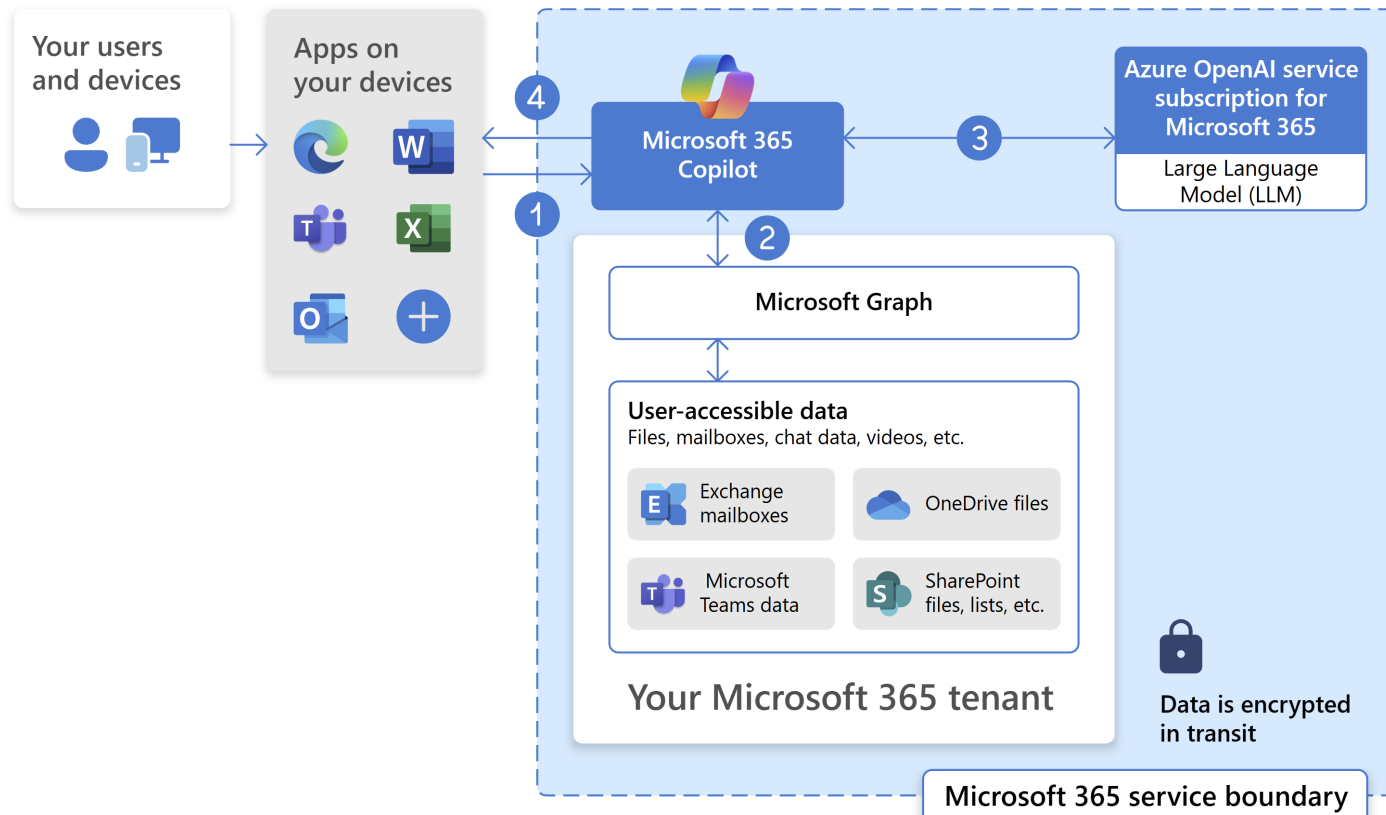 Your users
and devices
Apps on
your devices
W
T
X
O
4
1
Microsoft 365
Copilot
3
Azure OpenAI service
subscription for
Microsoft 365
Large Language
Model (LLM)
2
Microsoft Graph
User-accessible data
Files, mailboxes, chat data, videos, etc.
E
Exchange
mailboxes
OneDrive files
T
Microsoft
Teams data
S
SharePoint
files, lists, etc.
Your Microsoft 365 tenant
Data is encrypted
in transit
Microsoft 365 service boundary